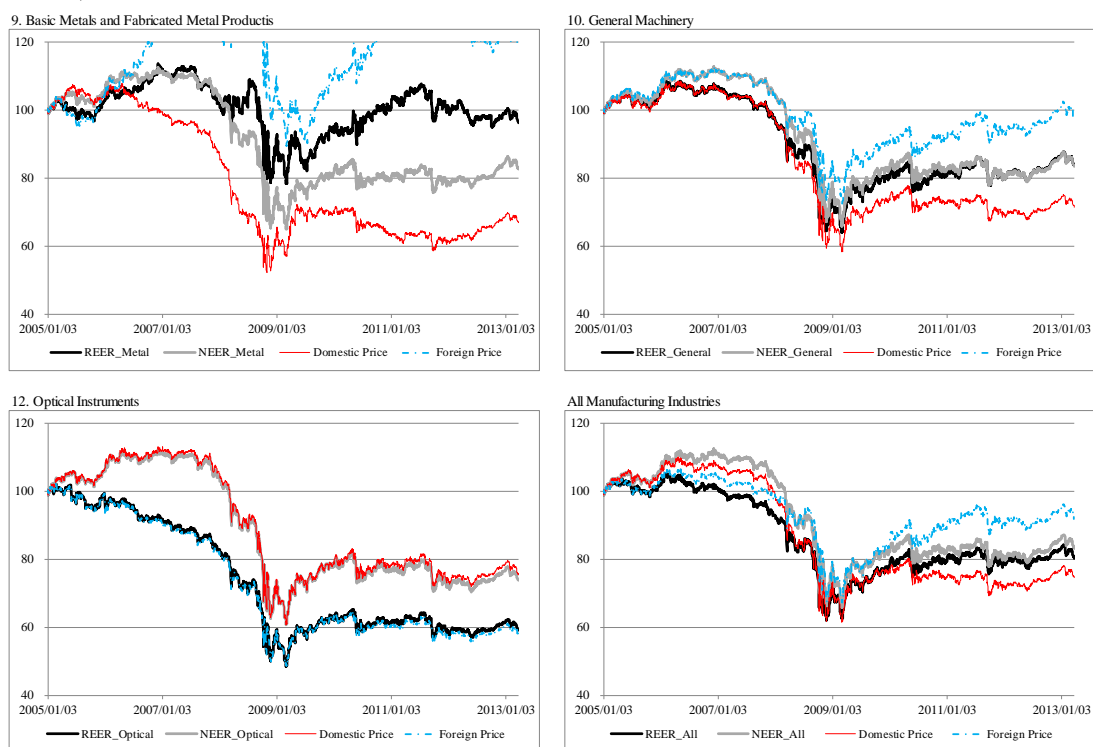 9. Basic Metals and Fabricated Metal Productis
120
100
80
60
40
2005/01/03 2007/01/03 2009/01/03 2011/01/03 2013/01/03
REER_Metal NEER_Metal Domestic Price Foreign Price
10. General Machinery
120
100
80
60
40
2005/01/03 2007/01/03 2009/01/03 2011/01/03 2013/01/03
REER_General NEER_General Domestic Price Foreign Price
12. Optical Instruments
120
100
80
60
40
2005/01/03 2007/01/03 2009/01/03 2011/01/03 2013/01/03
REER_Optical NEER_Optical Domestic Price Foreign Price
All Manufacturing Industries
120
100
80
60
40
2005/01/03 2007/01/03 2009/01/03 2011/01/03 2013/01/03
REER_All NEER_All Domestic Price Foreign Price